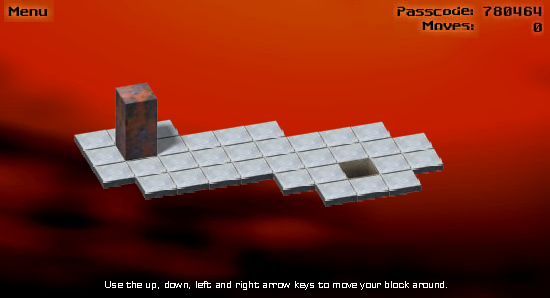 Menu
Passcode: 780464
Moves: 0
Use the up, down, left and right arrow keys to move your block around.